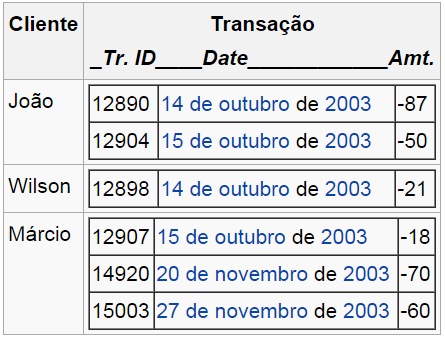 Cliente Transação
_Tr. ID____Date____________Amt.
João 12890 14 de outubro de 2003 -87
12904 15 de outubro de 2003 -50
Wilson 12898 14 de outubro de 2003 -21
Márcio 12907 15 de outubro de 2003 -18
14920 20 de novembro de 2003 -70
15003 27 de novembro de 2003 -60